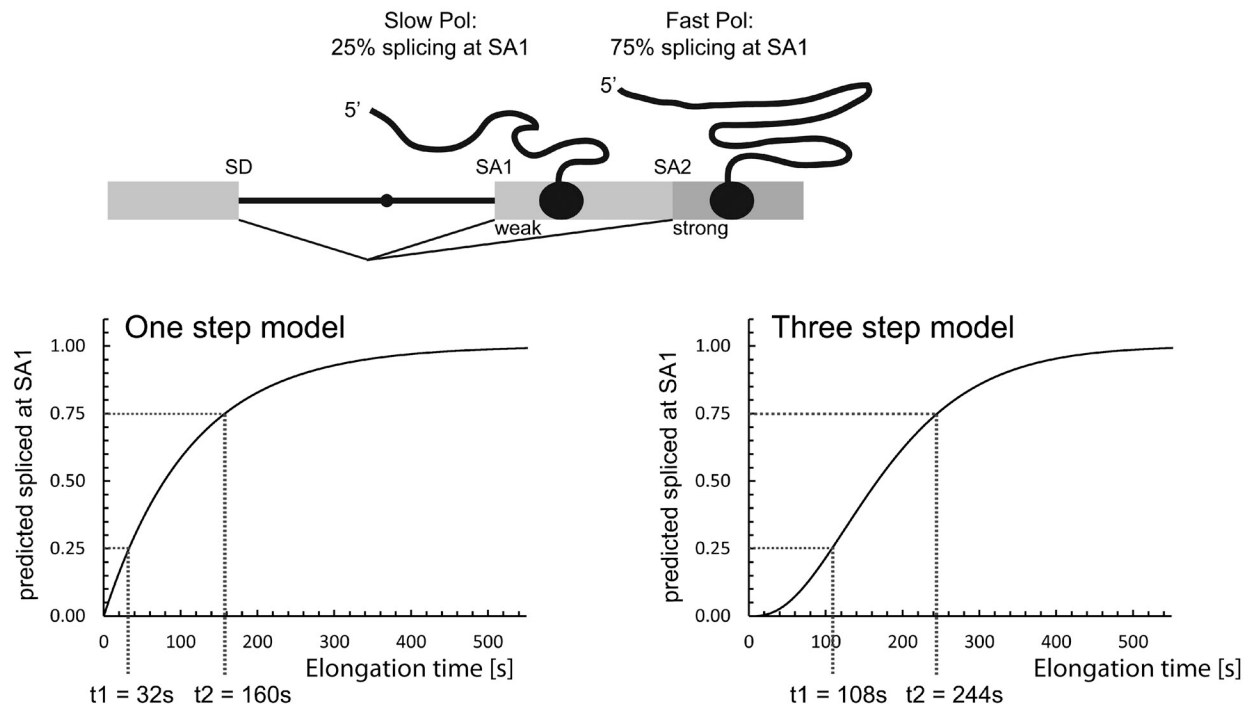 Slow Pol:
25% splicing at SA1
Fast Pol:
75% splicing at SA1
5’
5’
SD
SA1
SA2
weak
strong
One step model
predicted spliced at SA1
1.00
0.75
0.50
0.25
0.00
0 100 200 300 400 500
Elongation time [s]
t1 = 32s t2 = 160s
Three step model
predicted spliced at SA1
1.00
0.75
0.50
0.25
0.00
0 100 200 300 400 500
Elongation time [s]
t1 = 108s t2 = 244s